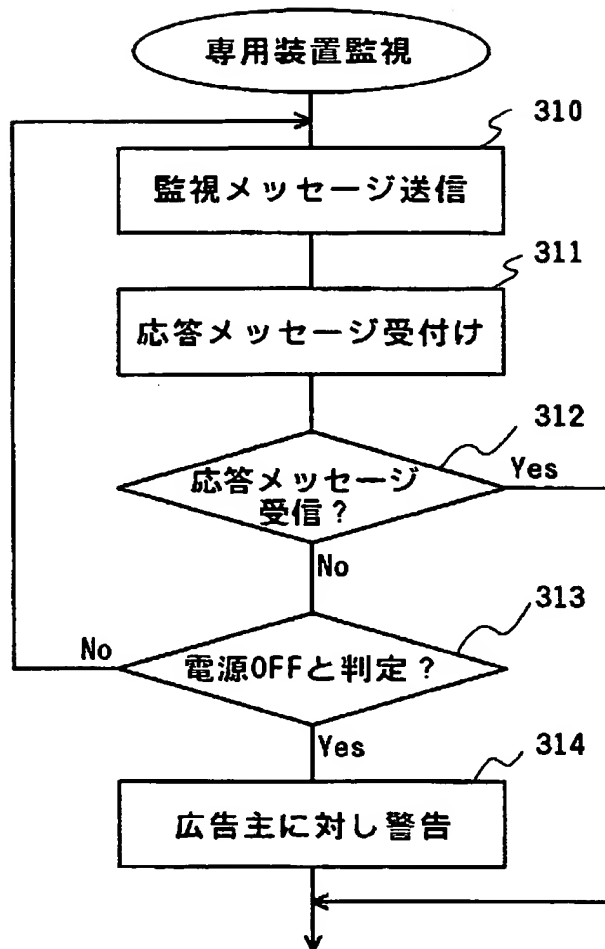 専用装置監視
310
監視メッセージ送信
311
応答メッセージ受付け
312
応答メッセージ
受信？
Yes
No
313
No
電源OFFと判定？
Yes
314
広告主に対し警告